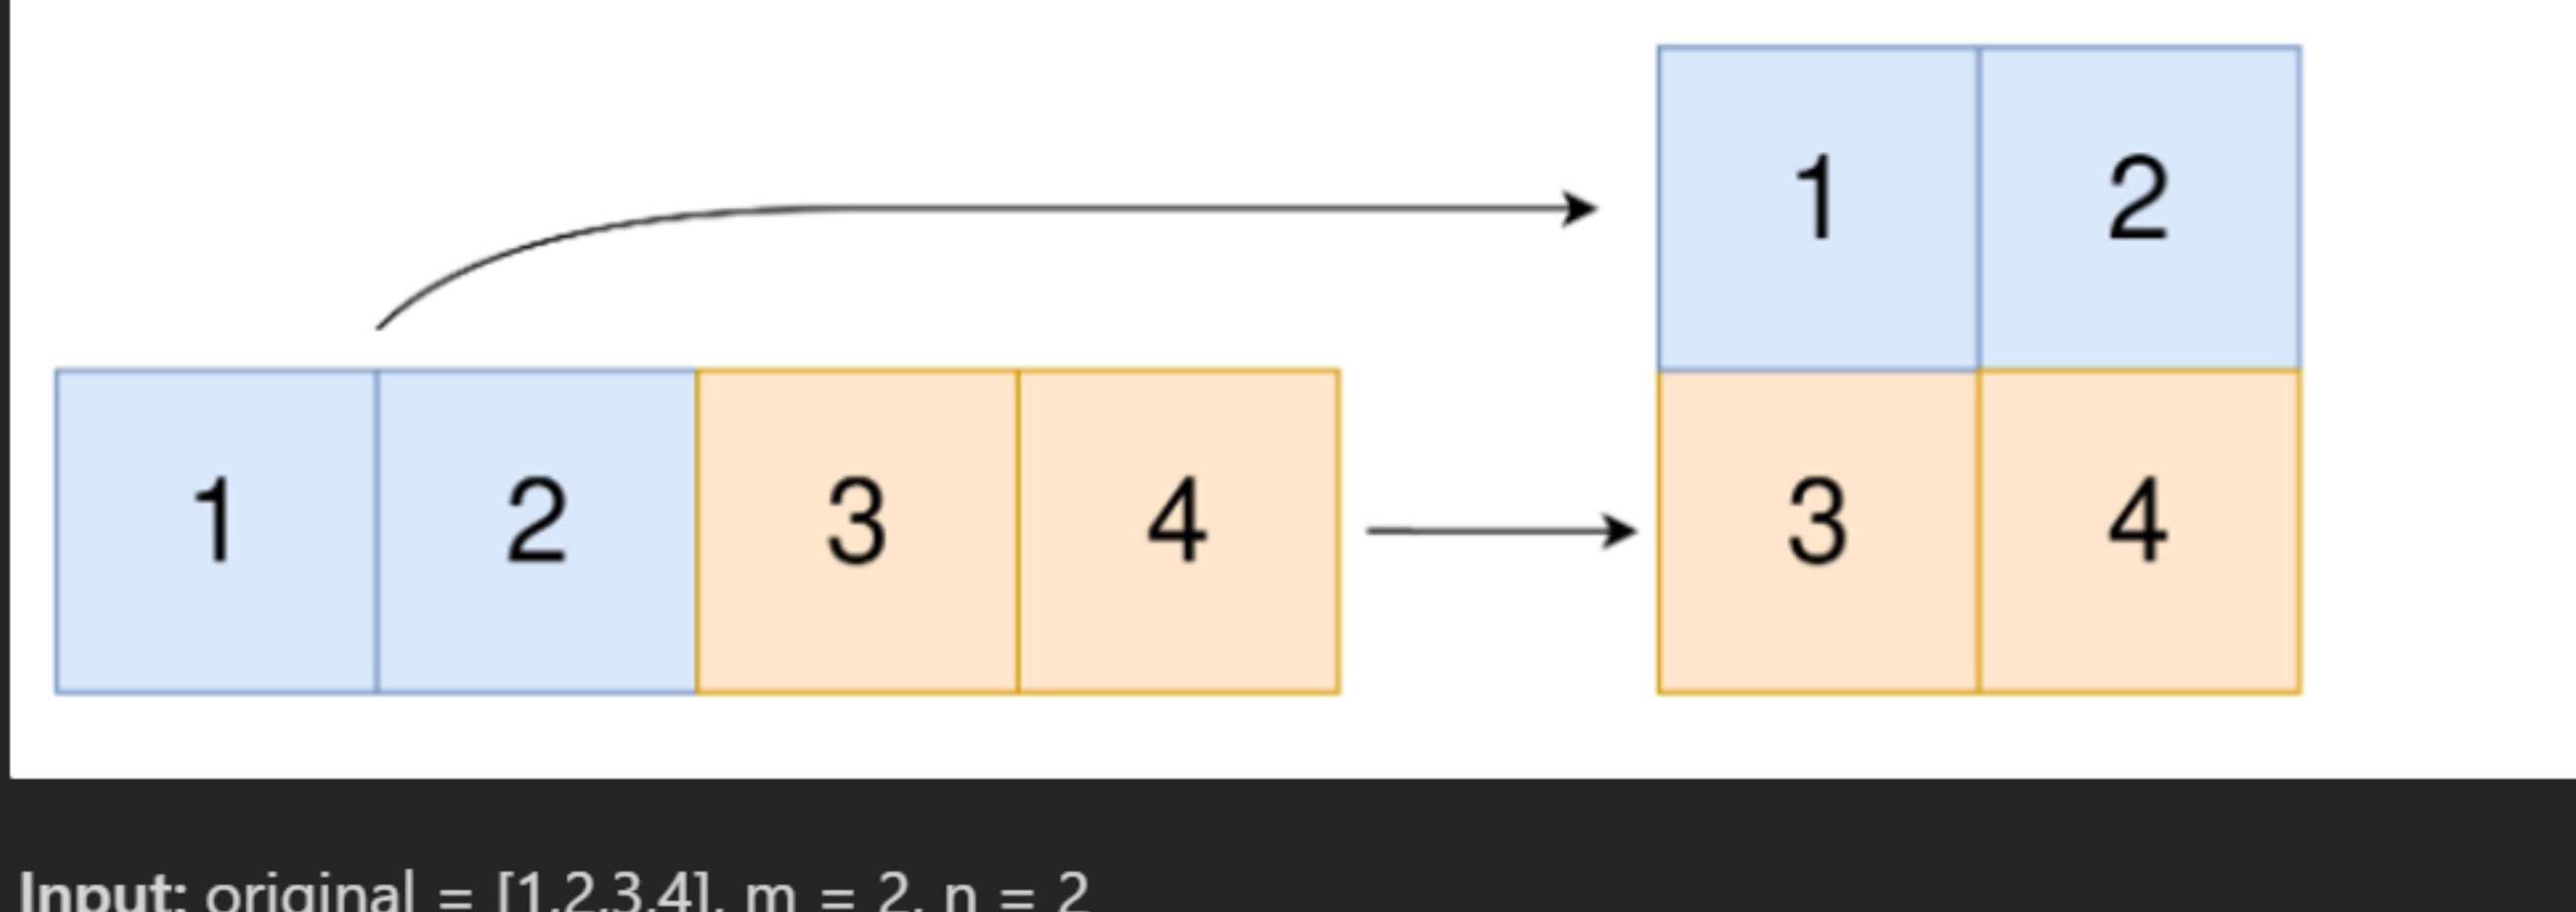 1 2
1 2 3 4
3 4
Input: original = [1,2,3,4], m = 2, n = 2